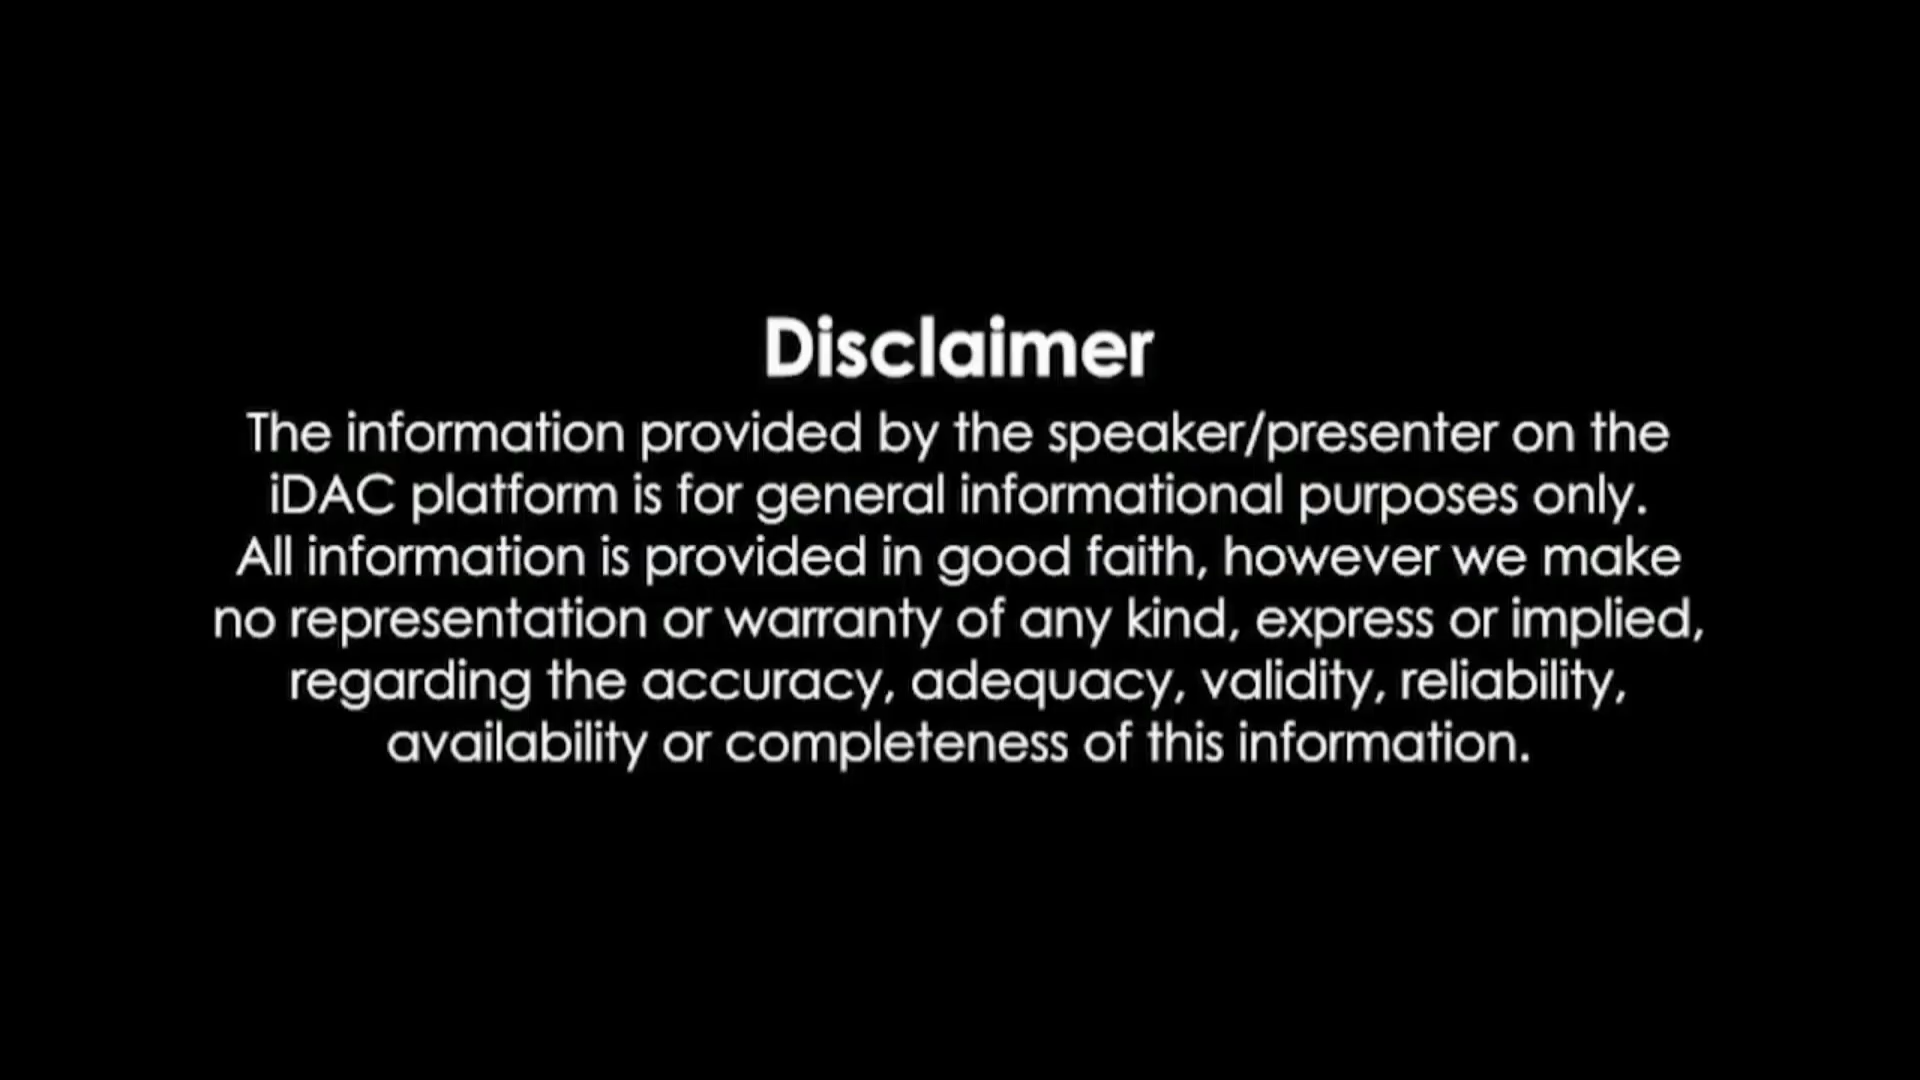 Disclaimer
The information provided by the speaker/presenter on the
iDAC platform is for general informational purposes only.
All information is provided in good faith, however we make
no representation or warranty of any kind, express or implied,
regarding the accuracy, adequacy, validity, reliability,
availability or completeness of this information.